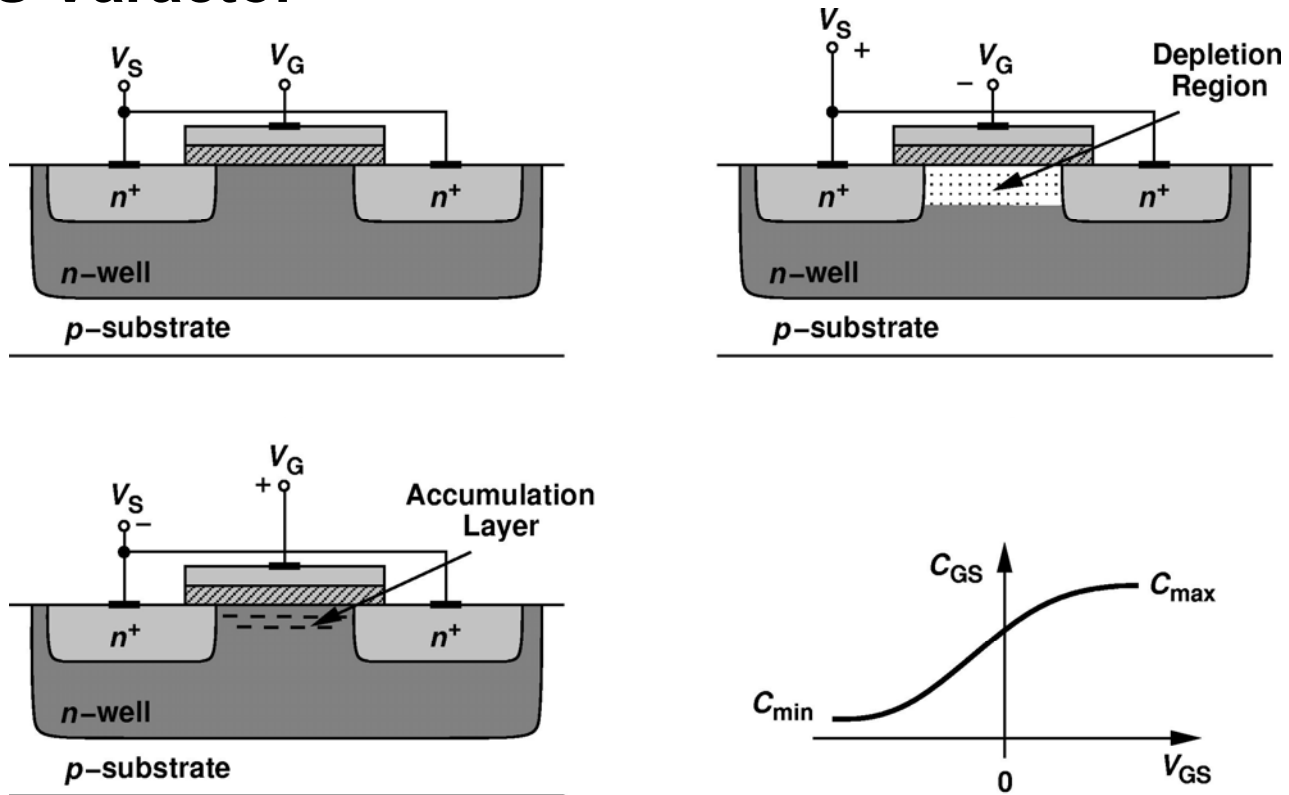 V_S
V_G
n⁺
n⁺
n−well
p−substrate
V_S +
− V_G
Depletion
Region
n⁺
n⁺
n−well
p−substrate
V_G
+
V_S
−
Accumulation
Layer
n⁺
n⁺
n−well
p−substrate
C_GS
C_max
C_min
0
V_GS